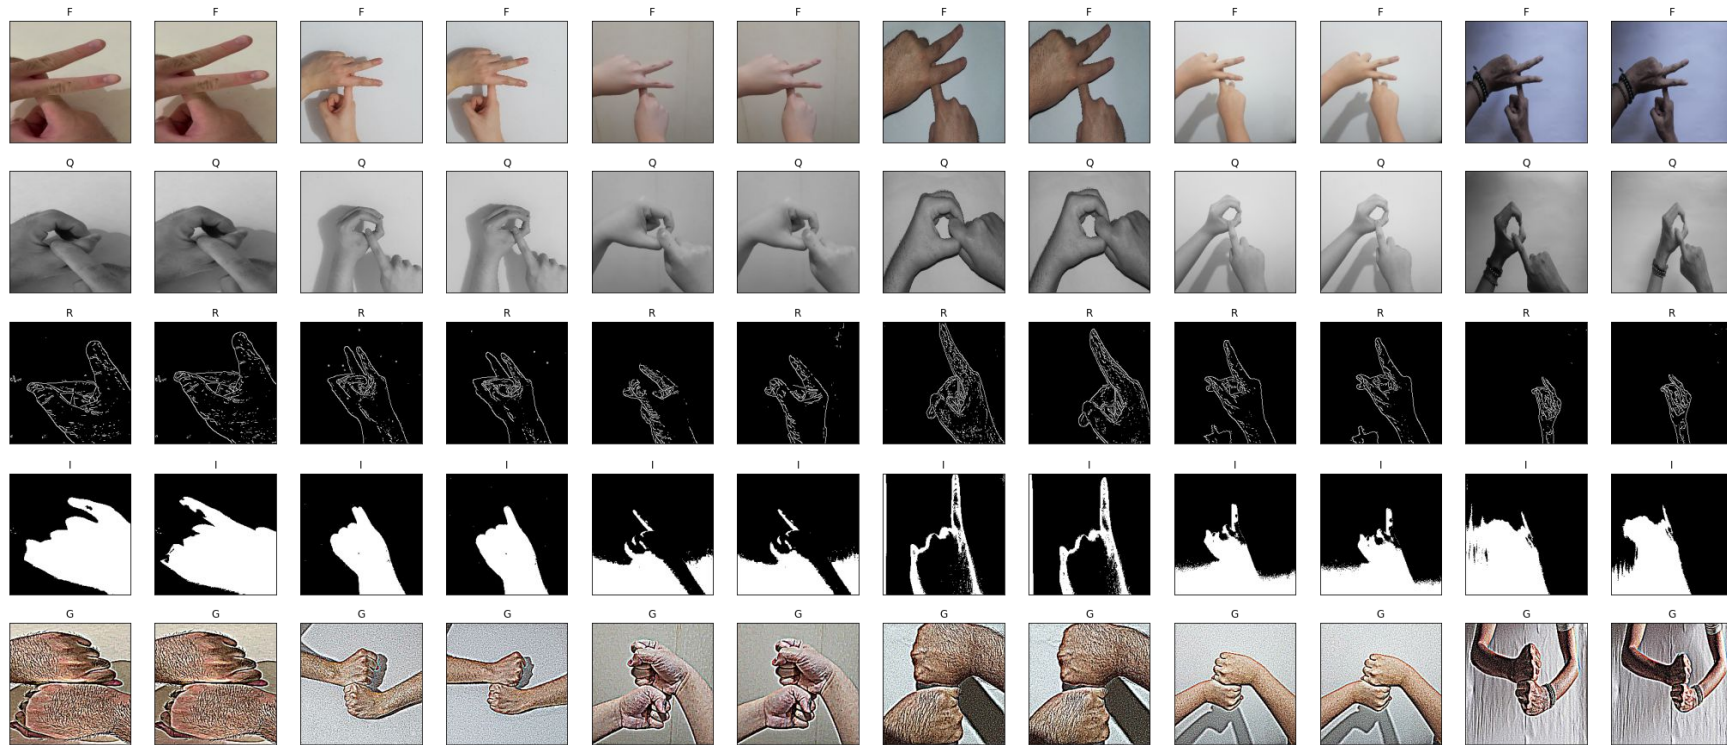 F F F F F F F F F F F F
Q Q Q Q Q Q Q Q Q Q Q Q
R R R R R R R R R R R R
I I I I I I I I I I I I
G G G G G G G G G G G G